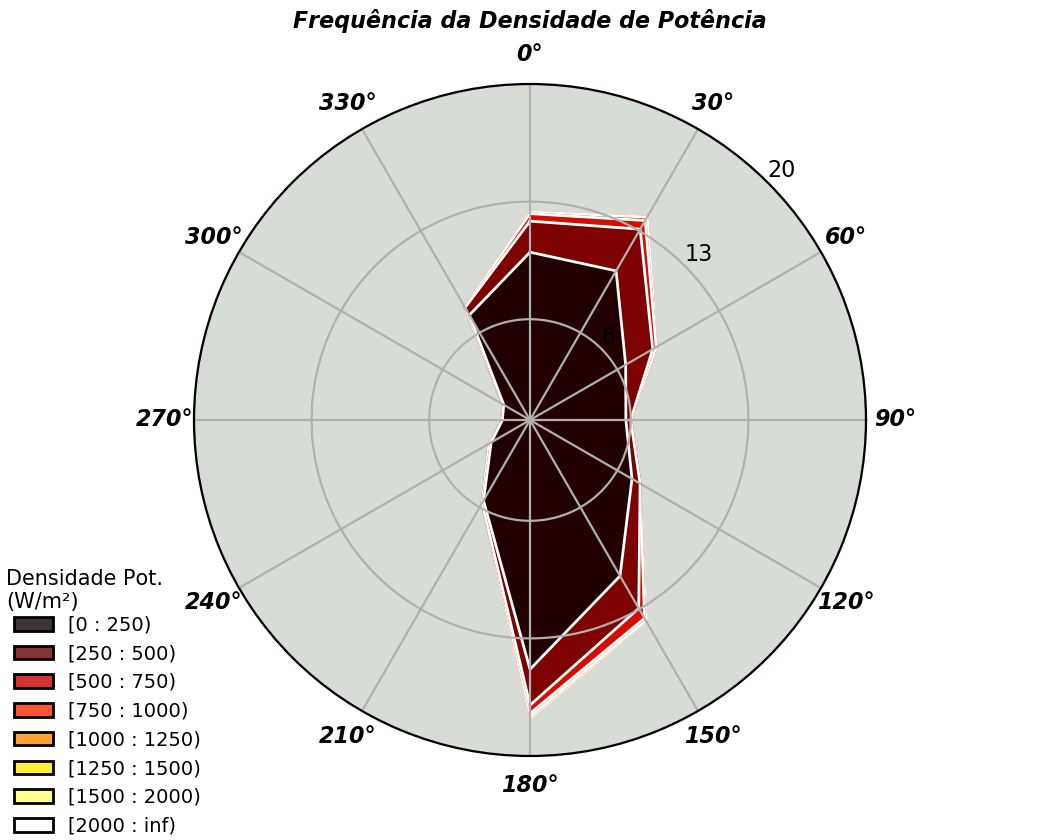 Frequência da Densidade de Potência
0°
330°
30°
20
300°
60°
13
6
270°
90°
240°
120°
210°
150°
180°
Densidade Pot.
(W/m²)
[0 : 250)
[250 : 500)
[500 : 750)
[750 : 1000)
[1000 : 1250)
[1250 : 1500)
[1500 : 2000)
[2000 : inf)